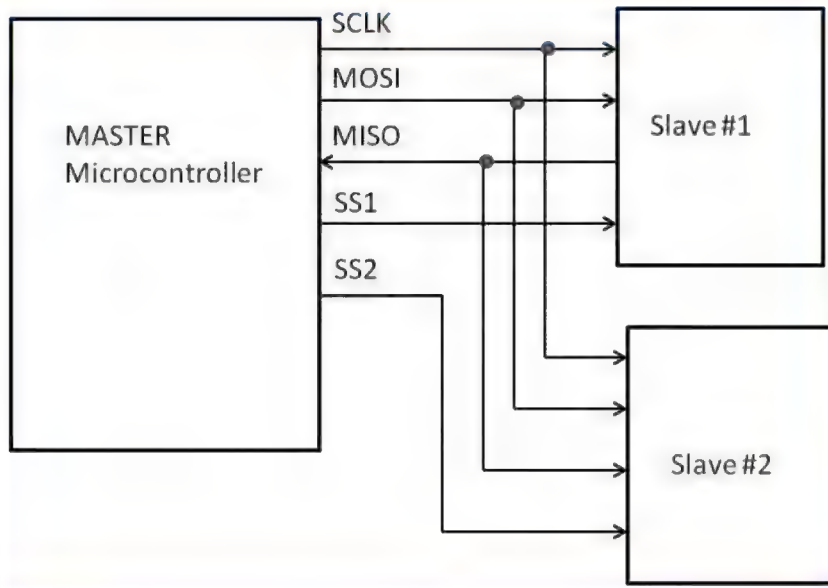 SCLK
MOSI
MISO
SS1
SS2
MASTER
Microcontroller
Slave #1
Slave #2